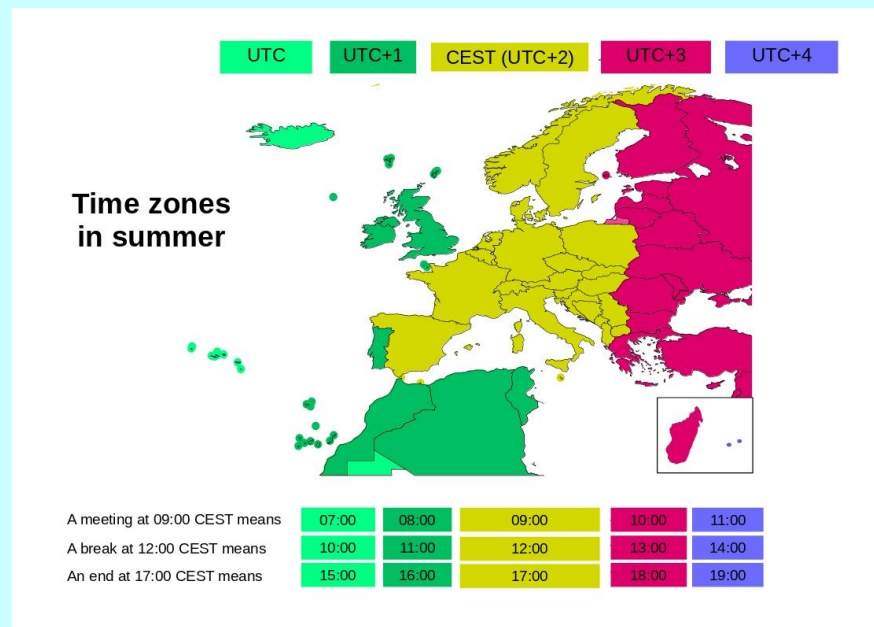 UTC UTC+1 CEST (UTC+2) UTC+3 UTC+4
Time zones
in summer
A meeting at 09:00 CEST means 07:00 08:00 09:00 10:00 11:00
A break at 12:00 CEST means 10:00 11:00 12:00 13:00 14:00
An end at 17:00 CEST means 15:00 16:00 17:00 18:00 19:00